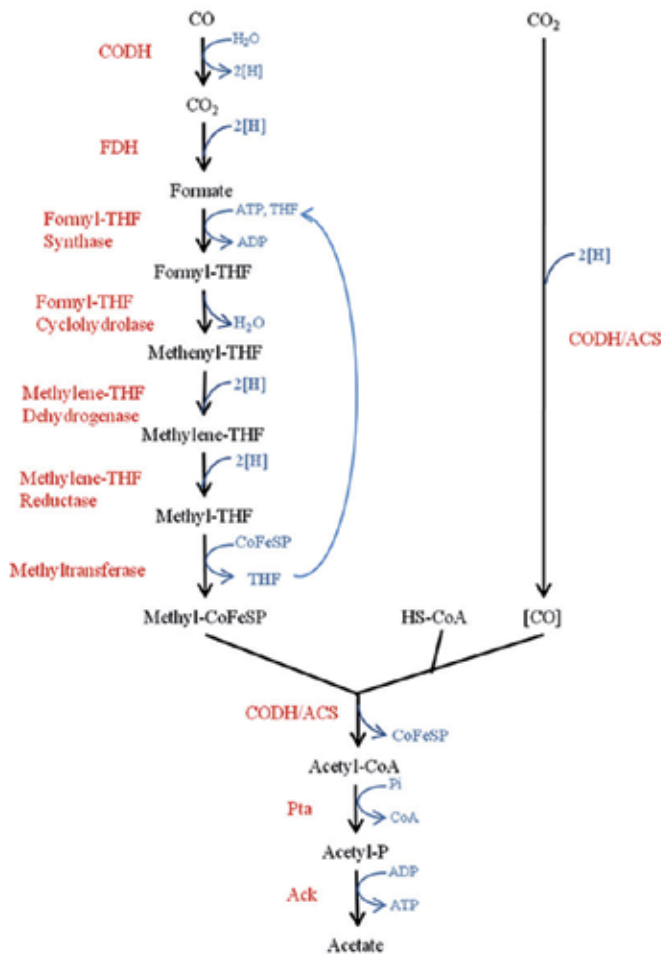 CO
CO2
CODH
H2O
2[H]
CO2
FDH
2[H]
Formate
Formyl-THF
Synthase
ATP, THF
ADP
Formyl-THF
2[H]
Formyl-THF
Cyclohydrolase
H2O
CODH/ACS
Methenyl-THF
Methylene-THF
Dehydrogenase
2[H]
Methylene-THF
Methylene-THF
Reductase
2[H]
Methyl-THF
Methyltransferase
CoFeSP
THF
Methyl-CoFeSP
HS-CoA
[CO]
CODH/ACS
CoFeSP
Acetyl-CoA
Pta
Pi
CoA
Acetyl-P
Ack
ADP
ATP
Acetate